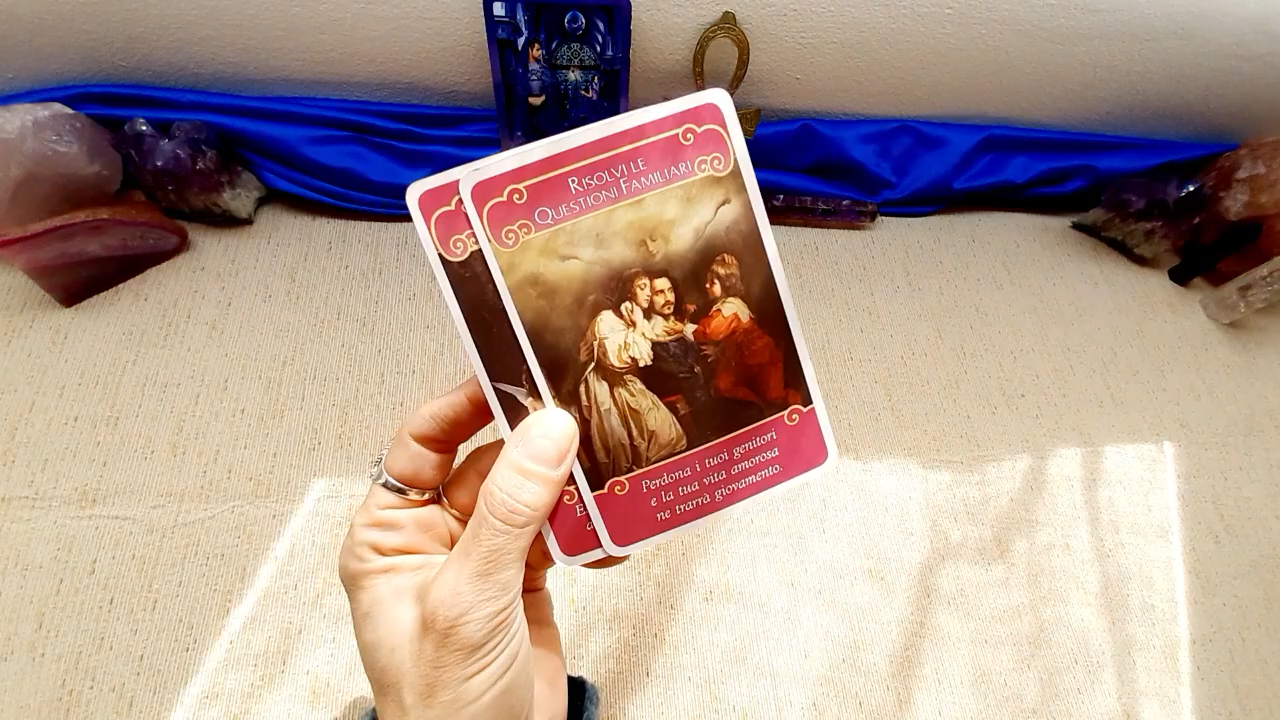 RISOLVI LE
QUESTIONI FAMILIARI
Perdona i tuoi genitori
e la tua vita amorosa
ne trarrà giovamento.